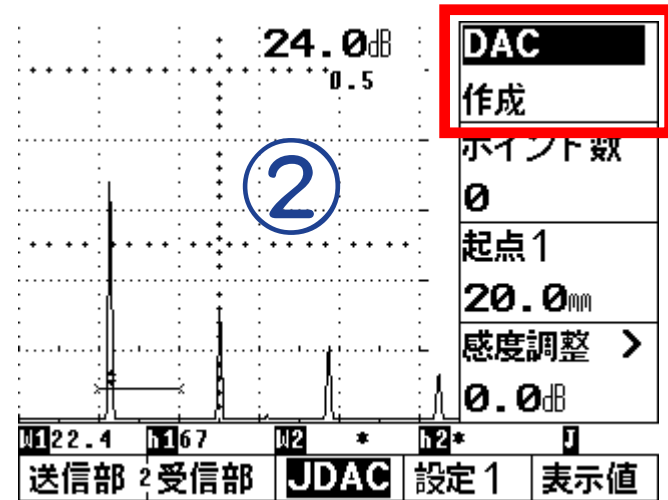 24.0dB
0.5
②
DAC
作成
ポイント数
0
起点1
20.0mm
感度調整 >
0.0dB
W1 22.4 h1 67 W2 * h2 * J
送信部 2 受信部 JDAC 設定1 表示値